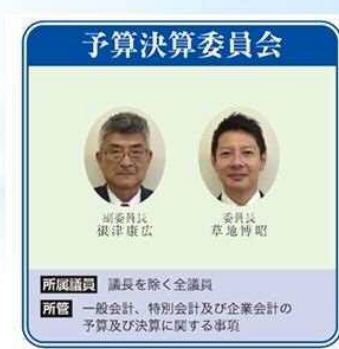 予算決算委員会
副委員長
根津康広
委員長
草地博昭
所属議員 議長を除く全議員
所管 一般会計、特別会計及び企業会計の
予算及び決算に関する事項